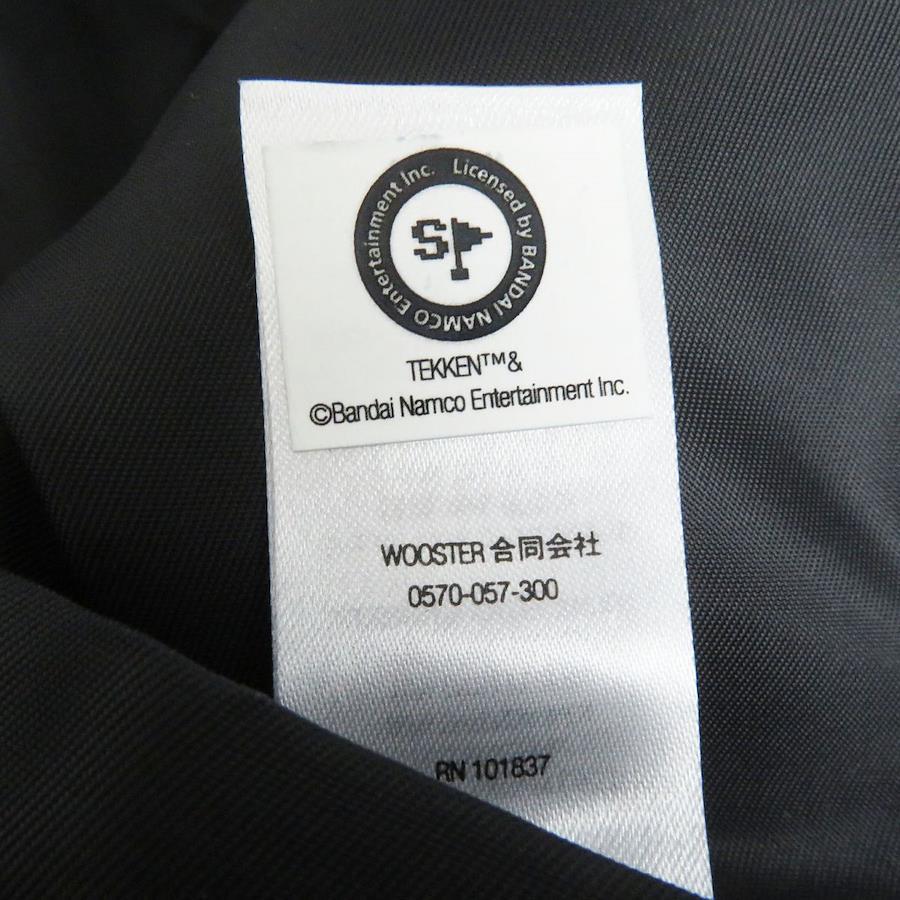 Licensed by BANDAI NAMCO Entertainment Inc.
SP
TEKKEN™&
©Bandai Namco Entertainment Inc.
WOOSTER 合同会社
0570-057-300
RN 101837